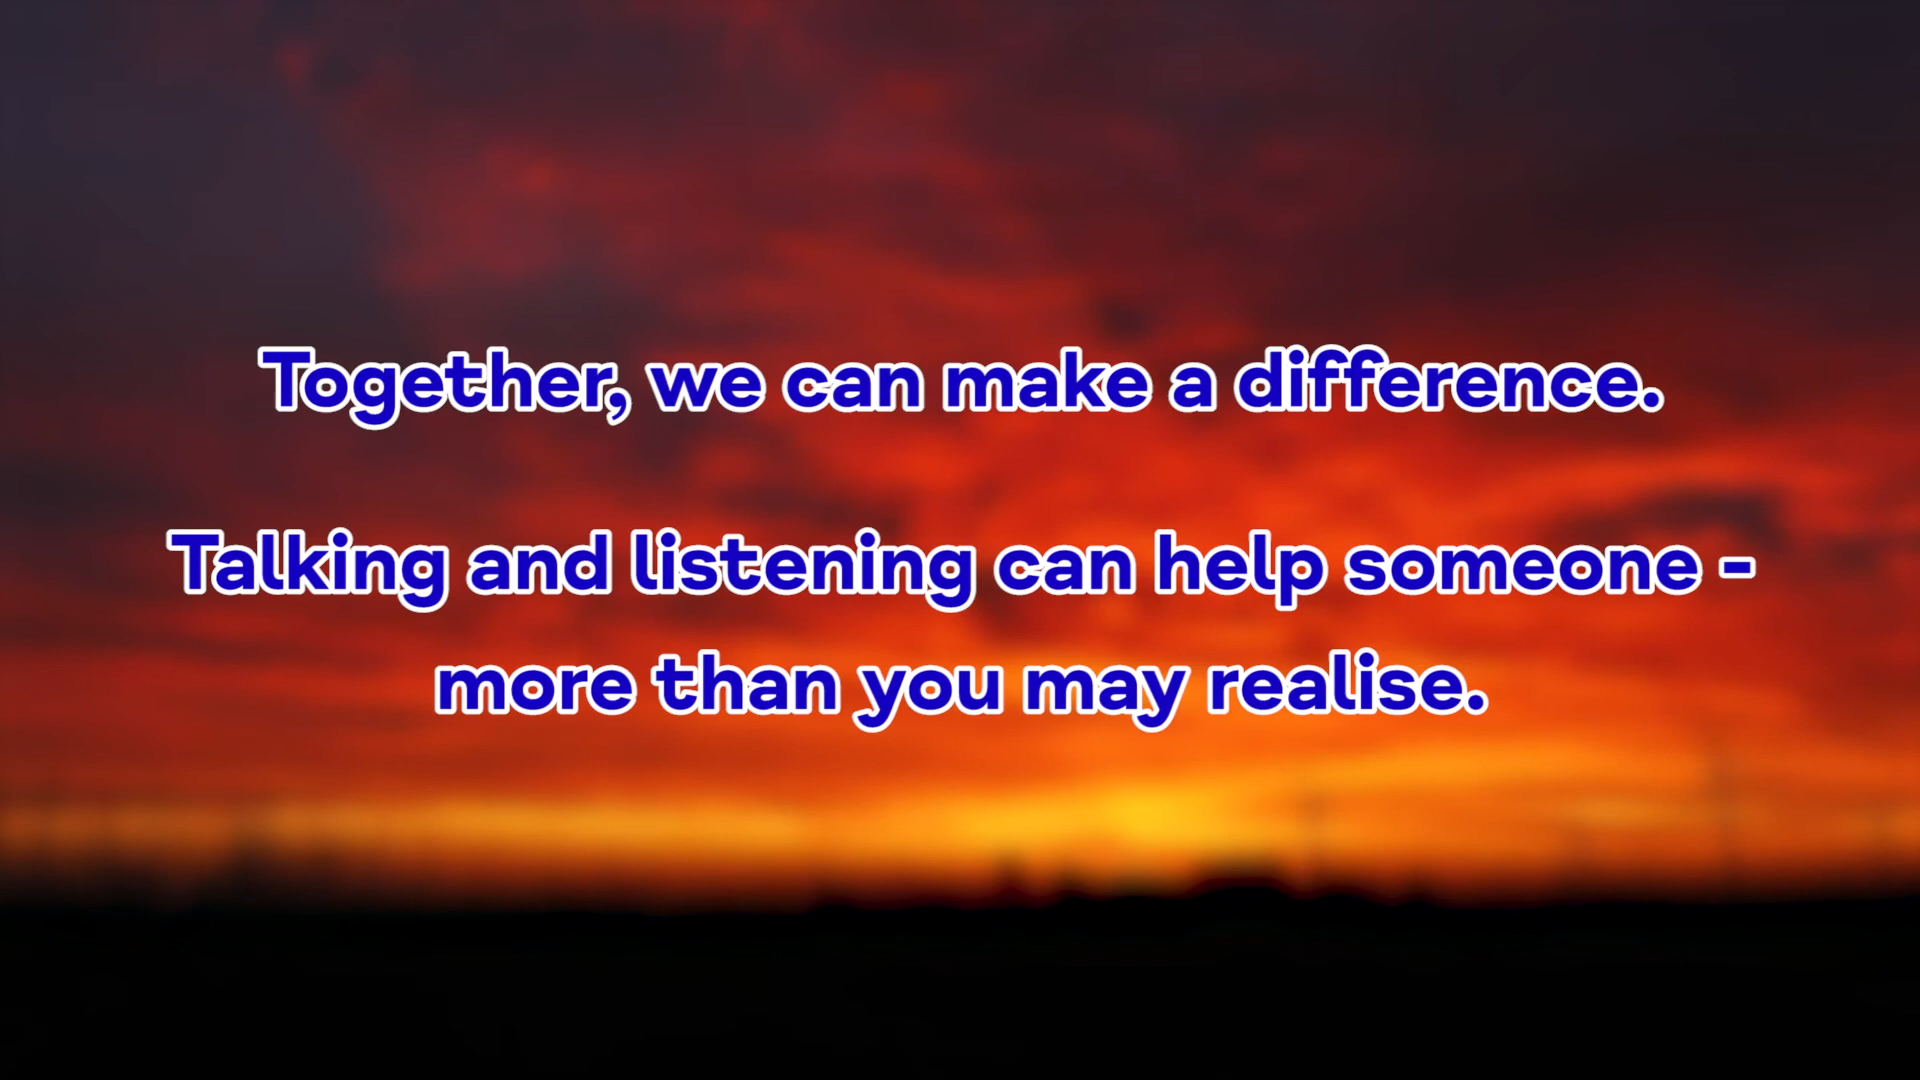 Together, we can make a difference.
Talking and listening can help someone -
more than you may realise.